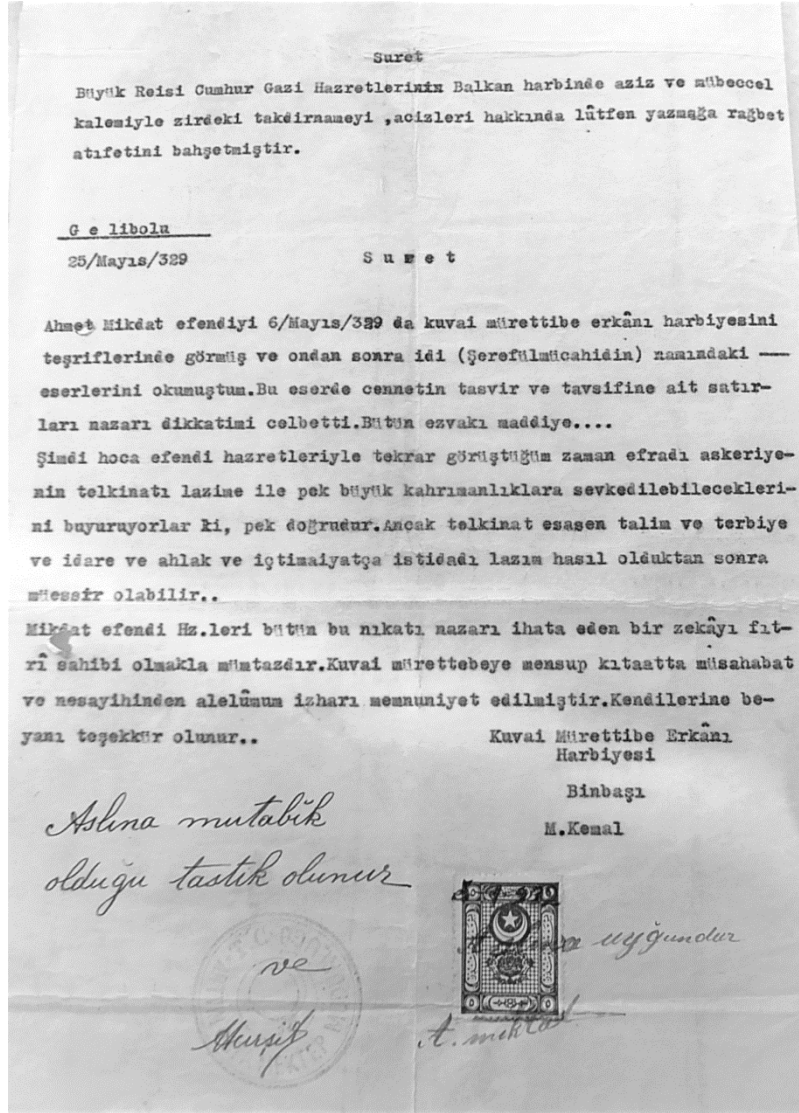 Suret
Büyük Reisi Cumhur Gazi Hazretlerinin Balkan harbinde aziz ve mübeccel
kalemiyle zirdeki takdirnameyi ,acizleri hakkında lûtfen yazmağa rağbet
atıfetini bahşetmiştir.
G e libolu
25/Mayıs/329
S u r e t
Ahmet Mikdat efendiyi 6/Mayıs/329 da kuvai mürettibe erkânı harbiyesini
teşriflerinde görmüş ve ondan sonra idi (Şerefülmücahidin) namındaki —
eserlerini okumuştum.Bu eserde cennetin tasvir ve tavsifine ait satır-
ları nazarı dikkatimi celbetti.Bütün ezvakı maddiye....
Şimdi hoca efendi hazretleriyle tekrar görüştüğüm zaman efradı askeriye-
nin telkinatı lazime ile pek büyük kahrımanlıklara sevkedilebilecekleri-
ni buyuruyorlar ki, pek doğrudur.Ancak telkinat esasen talim ve terbiye
ve idare ve ahlak ve içtimaiyatça istidadı lazım hasıl olduktan sonra
müessir olabilir..
Mikdat efendi Hz.leri bütün bu nıkatı nazarı ihata eden bir zekâyı fıt-
rî sahibi olmakla mümtazdır.Kuvai mürettebeye mensup kıtaatta müsahabat
ve nesayihinden alelûmum izharı memnuniyet edilmiştir.Kendilerine be-
yanı teşekkür olunur..
Kuvai Mürettibe Erkânı
Harbiyesi
Binbaşı
M.Kemal
Aslına mutabık
olduğu tastik olunur
uyğundur
ve
A. miktat